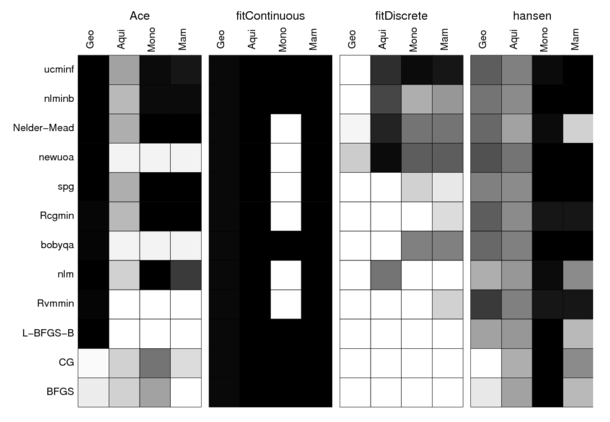 Ace fitContinuous fitDiscrete hansen
Geo Aqui Mono Mam Geo Aqui Mono Mam Geo Aqui Mono Mam Geo Aqui Mono Mam
ucminf
nlminb
Nelder−Mead
newuoa
spg
Rcgmin
bobyqa
nlm
Rvmmin
L−BFGS−B
CG
BFGS